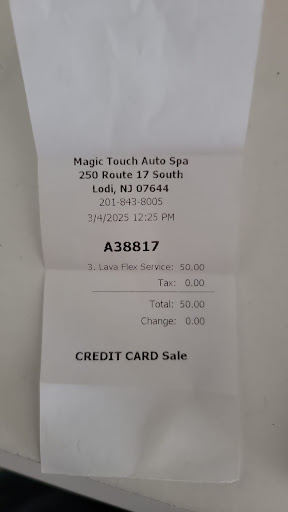 Magic Touch Auto Spa
250 Route 17 South
Lodi, NJ 07644
201-843-8005
3/4/2025 12:25 PM
A38817
3. Lava Flex Service: 50.00
Tax: 0.00
Total: 50.00
Change: 0.00
CREDIT CARD Sale